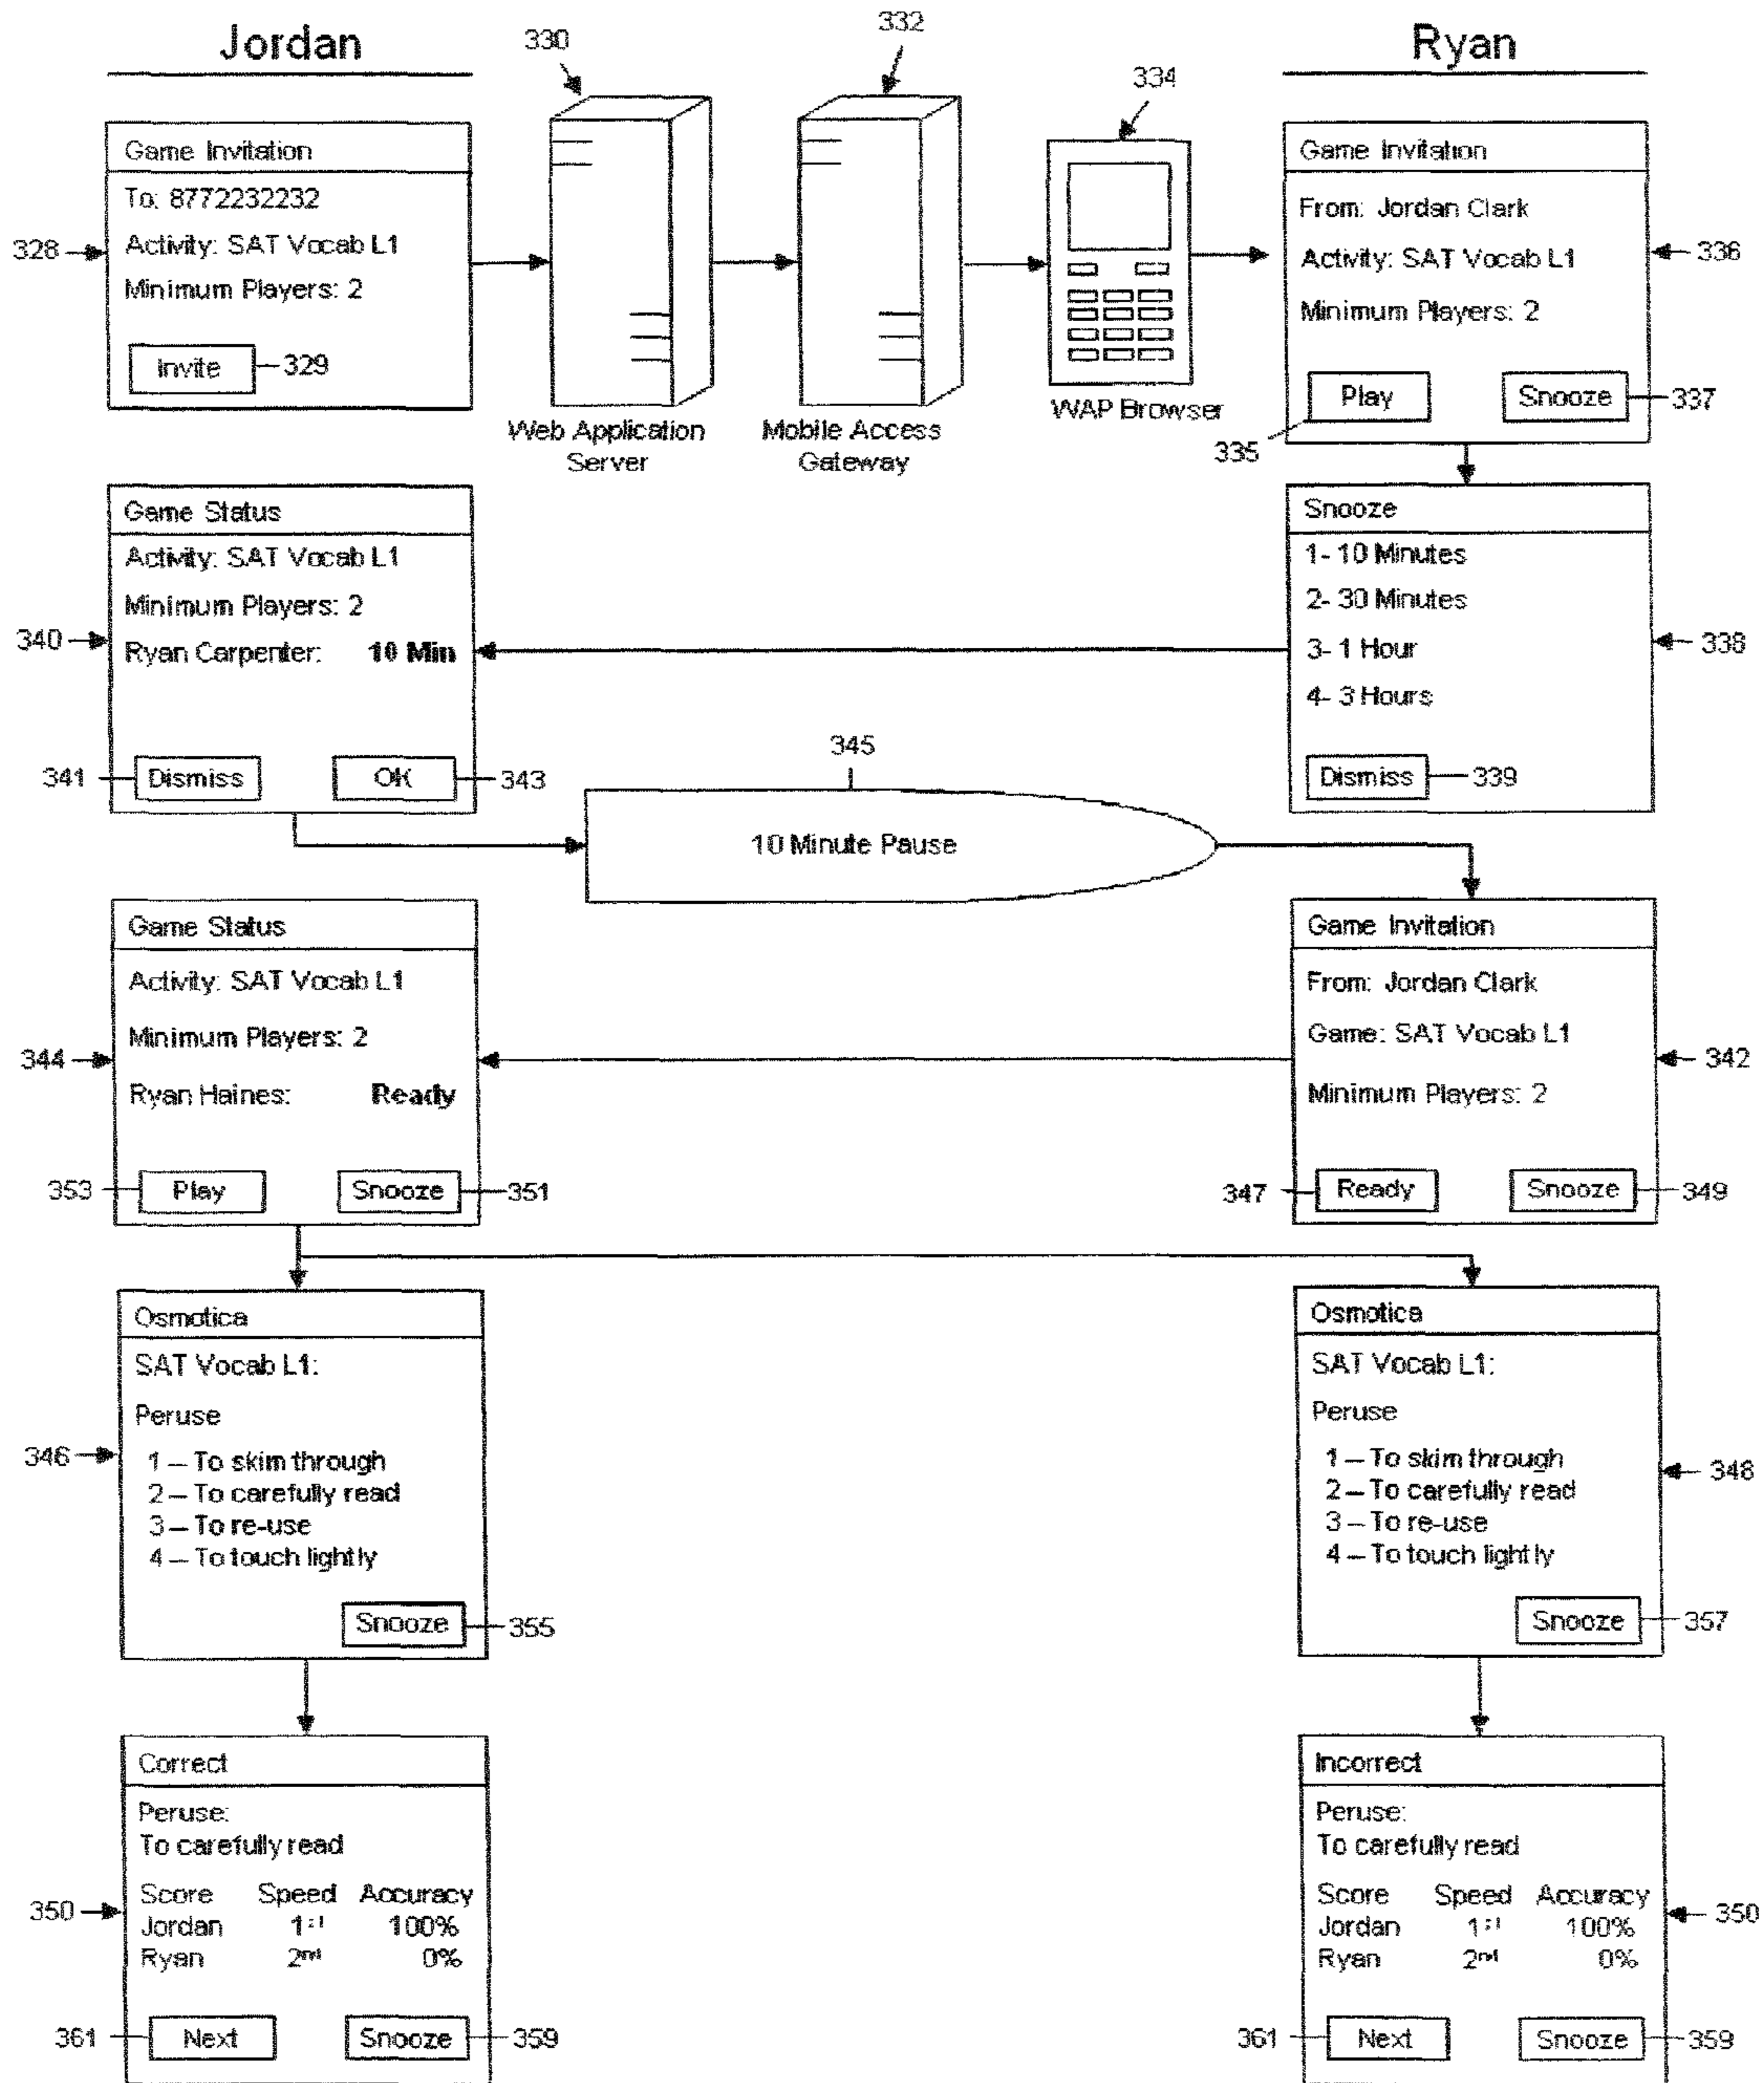 Jordan
330
332
334
Ryan
Game Invitation
To: 8772232232
Activity: SAT Vocab L1
Minimum Players: 2
Invite
328
329
Web Application
Server
Mobile Access
Gateway
WAP Browser
Game Invitation
From: Jordan Clark
Activity: SAT Vocab L1
Minimum Players: 2
Play
Snooze
336
337
335
Game Status
Activity: SAT Vocab L1
Minimum Players: 2
Ryan Carpenter: 10 Min
Dismiss
OK
340
341
343
Snooze
1- 10 Minutes
2- 30 Minutes
3- 1 Hour
4- 3 Hours
Dismiss
338
339
345
10 Minute Pause
Game Status
Activity: SAT Vocab L1
Minimum Players: 2
Ryan Haines: Ready
Play
Snooze
344
353
351
Game Invitation
From: Jordan Clark
Game: SAT Vocab L1
Minimum Players: 2
Ready
Snooze
342
347
349
Osmotica
SAT Vocab L1:
Peruse
1 – To skim through
2 – To carefully read
3 – To re-use
4 – To touch lightly
Snooze
346
355
Osmotica
SAT Vocab L1:
Peruse
1 – To skim through
2 – To carefully read
3 – To re-use
4 – To touch lightly
Snooze
348
357
Correct
Peruse:
To carefully read
Score Speed Accuracy
Jordan 1st 100%
Ryan 2nd 0%
Next
Snooze
350
361
359
Incorrect
Peruse:
To carefully read
Score Speed Accuracy
Jordan 1st 100%
Ryan 2nd 0%
Next
Snooze
350
361
359